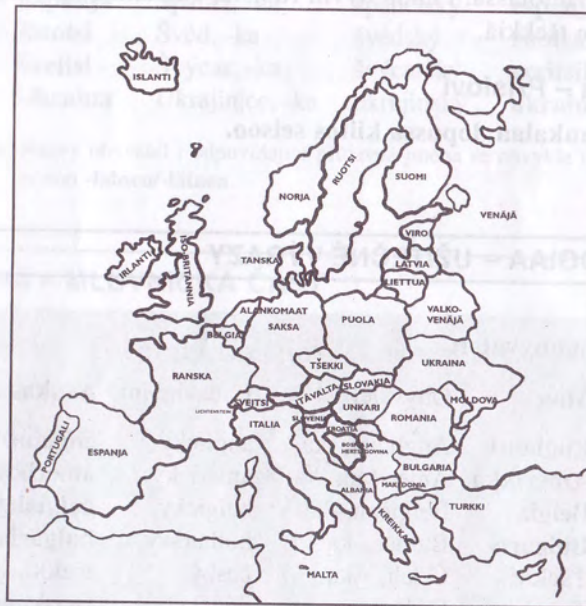 ISLANTI
NORJA
RUOTSI
SUOMI
VENÄJÄ
VIRO
LATVIA
LIETTUA
TANSKA
IRLANTI
ISO-BRITANNIA
ALANKOMAAT
SAKSA
PUOLA
VALKO-
VENÄJÄ
BELGIA
TŠEKKI
SLOVAKIA
UKRAINA
RANSKA
LIECHTENSTEIN
SVEITSI
ITÄVALTA
UNKARI
MOLDOVA
SLOVENIA
KROATIA
ROMANIA
ITALIA
BOSNIA JA
HERTSEGOVINA
PORTUGALI
ESPANJA
BULGARIA
ALBANIA
MAKEDONIA
KREIKKA
TURKKI
MALTA